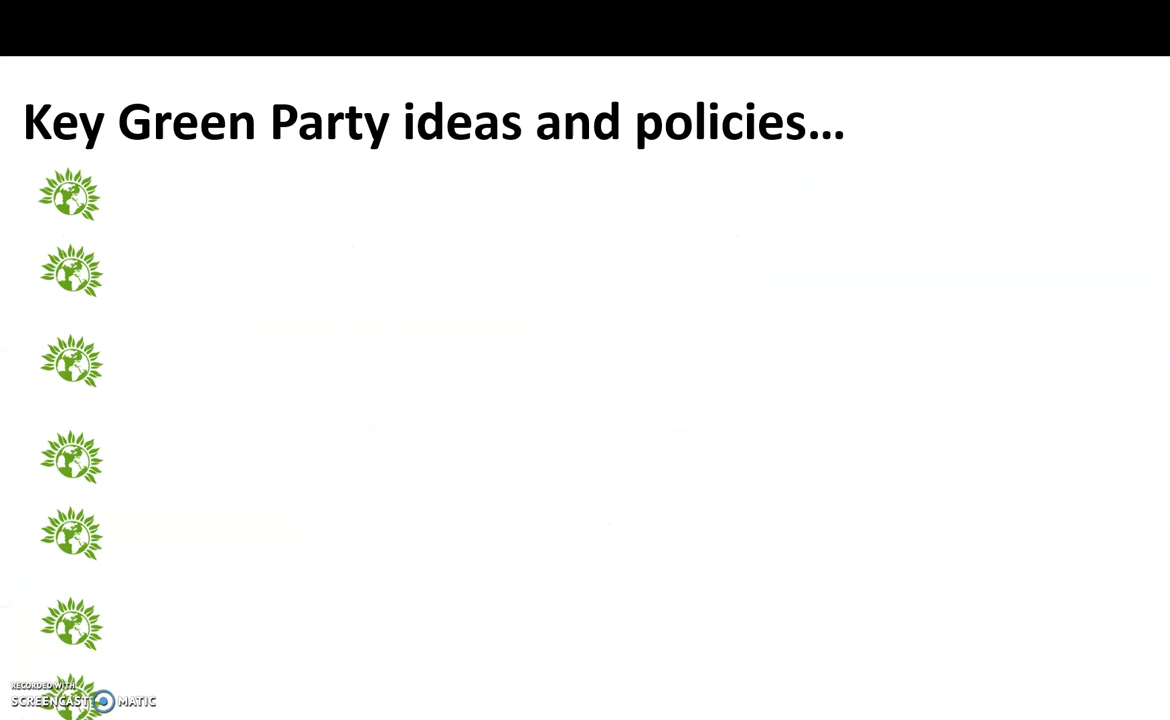 Key Green Party ideas and policies…
RECORDED WITH
SCREENCAST MATIC